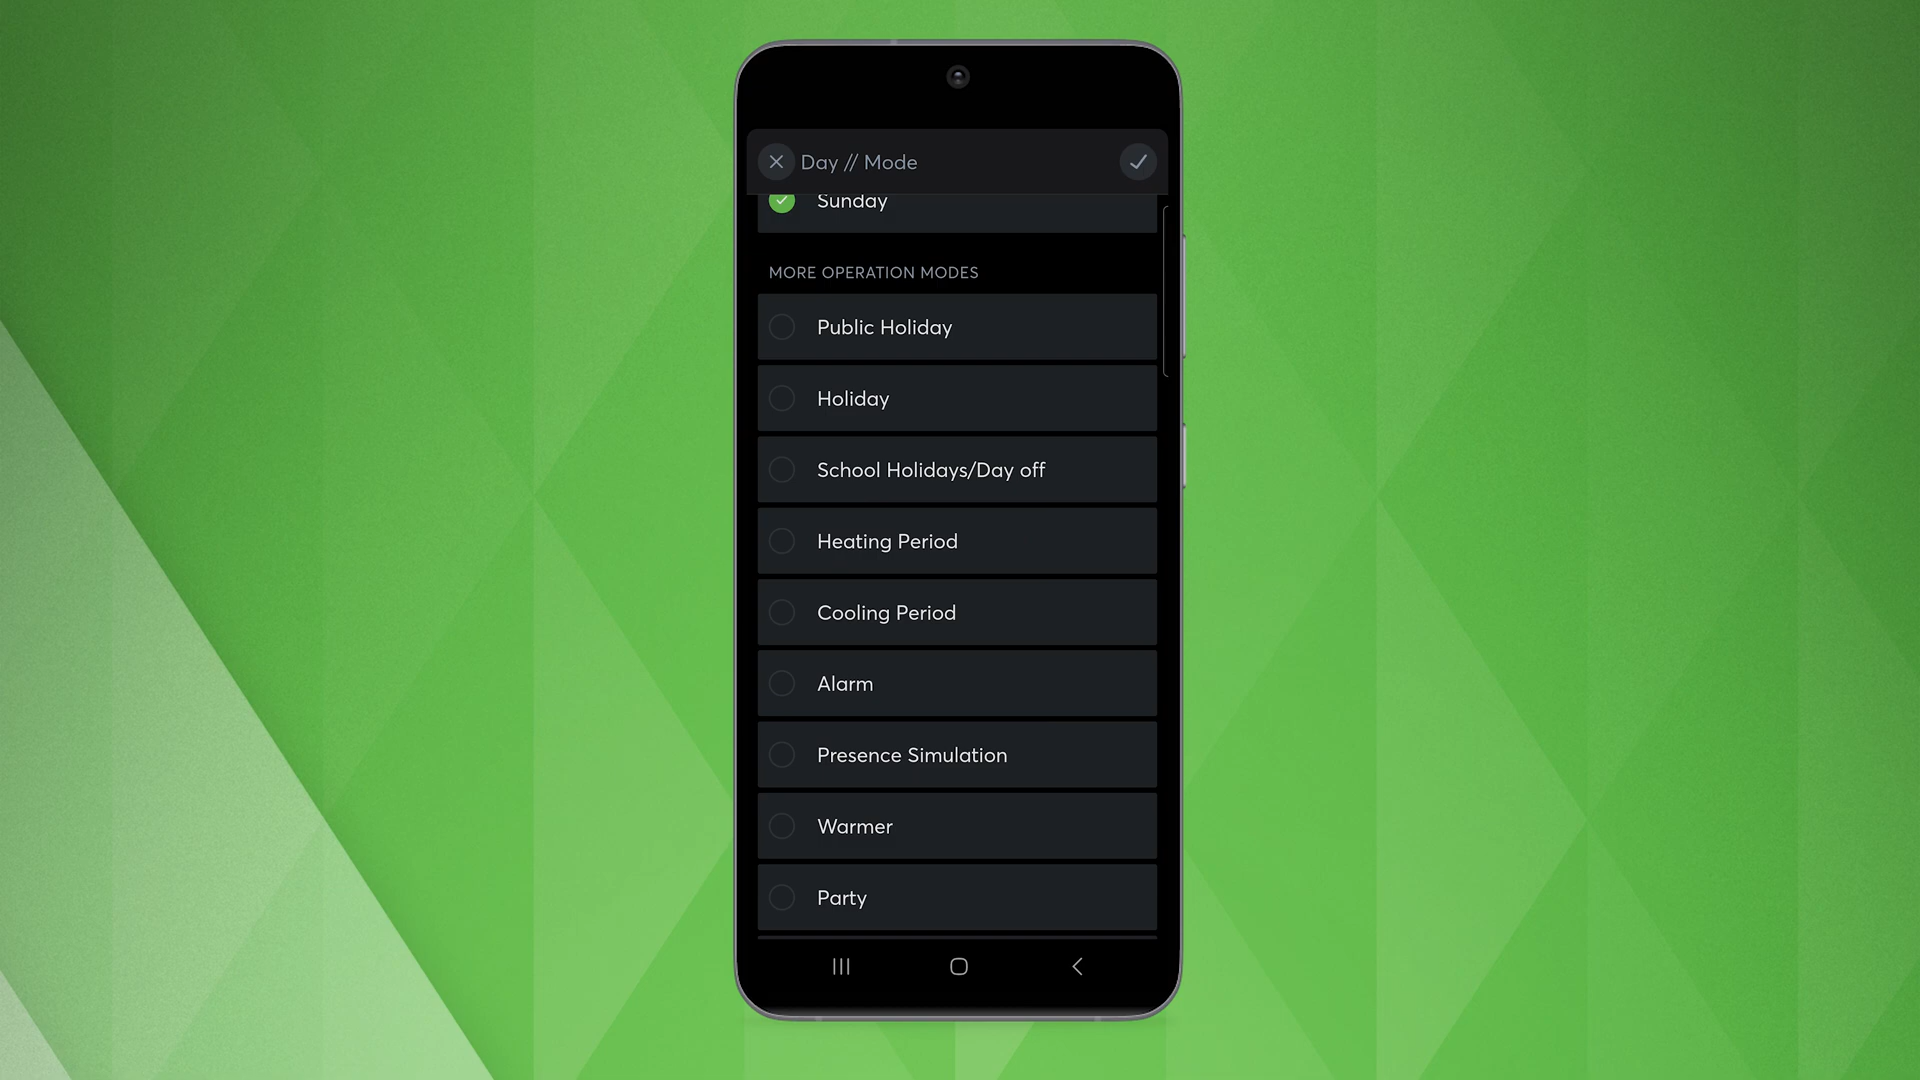 Day // Mode
Sunday
MORE OPERATION MODES
Public Holiday
Holiday
School Holidays/Day off
Heating Period
Cooling Period
Alarm
Presence Simulation
Warmer
Party